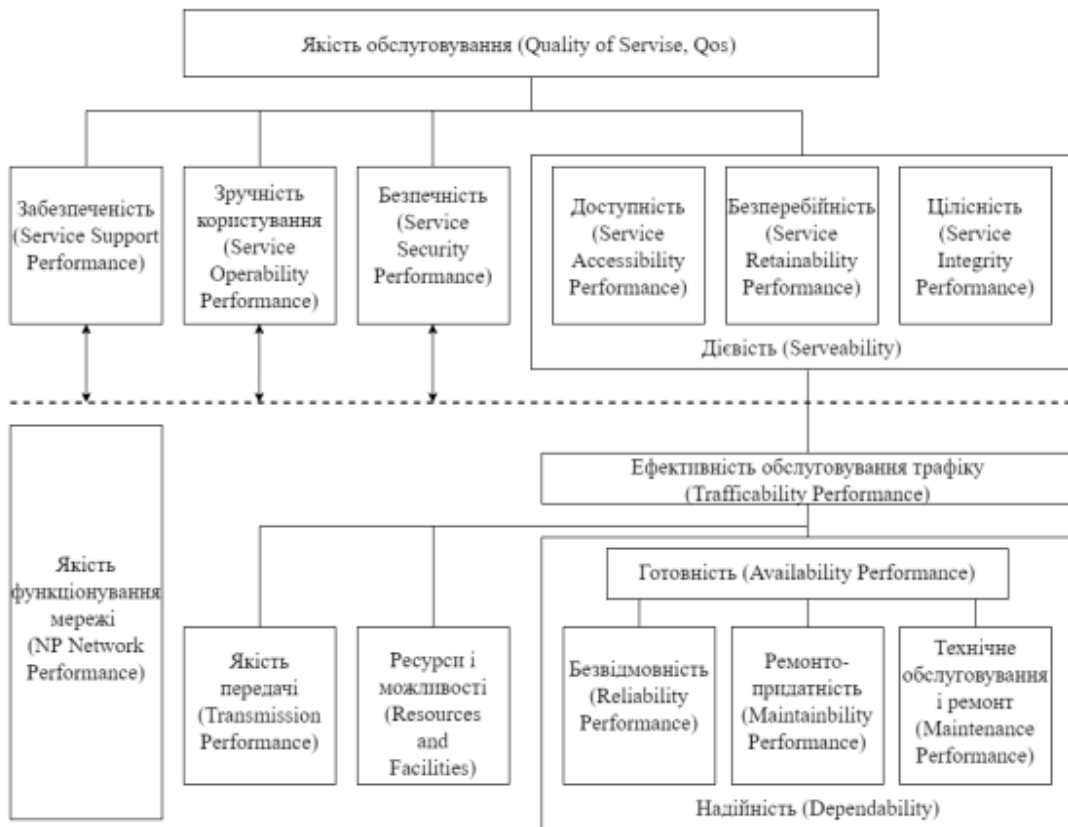 Якість обслуговування (Quality of Servise, Qos)
Забезпеченість
(Service Support
Performance)
Зручність
користування
(Service
Operability
Performance)
Безпечність
(Service
Security
Performance)
Доступність
(Service
Accessibility
Performance)
Безперебійність
(Service
Retainability
Performance)
Цілісність
(Service
Integrity
Performance)
Дієвість (Serveability)
Ефективність обслуговування трафіку
(Trafficability Performance)
Якість
функціонування
мережі
(NP Network
Performance)
Якість
передачі
(Transmission
Performance)
Ресурси і
можливості
(Resources
and
Facilities)
Готовність (Availability Performance)
Безвідмовність
(Reliability
Performance)
Ремонто-
придатність
(Maintainbility
Performance)
Технічне
обслуговування
і ремонт
(Maintenance
Performance)
Надійність (Dependability)